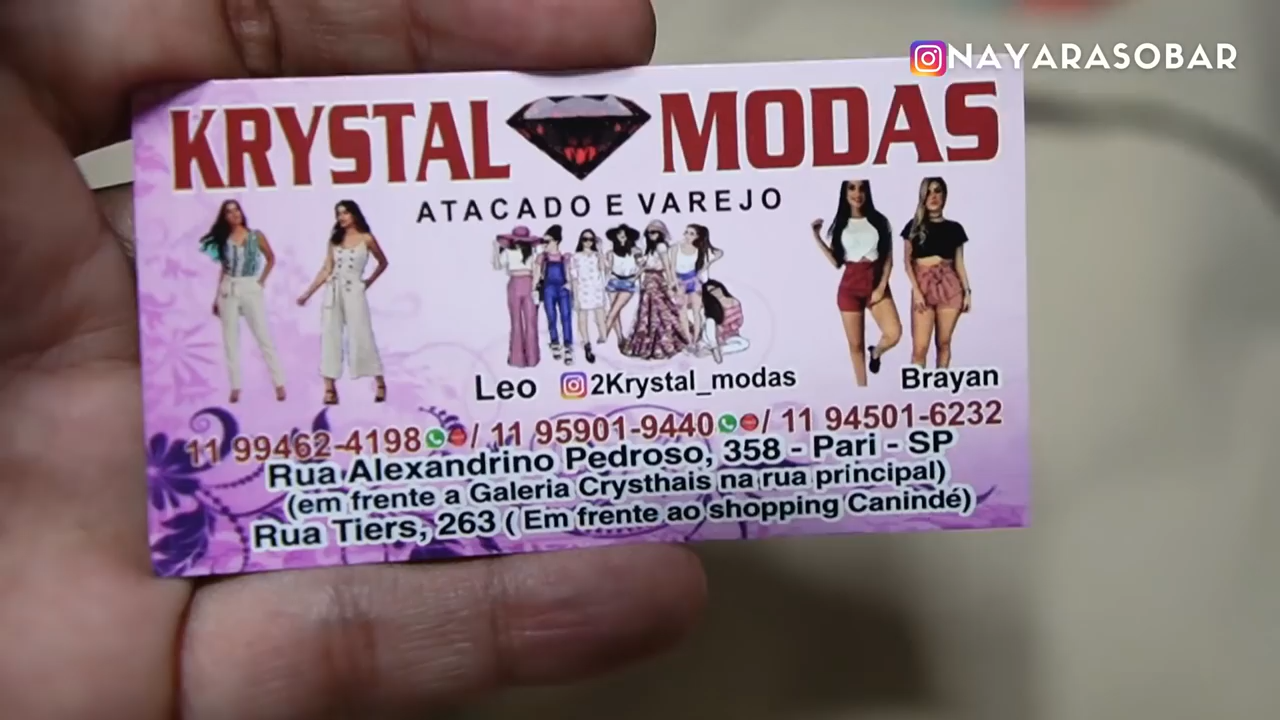 NAYARASOBAR
KRYSTAL MODAS
ATACADO E VAREJO
Leo 2Krystal_modas Brayan
11 99462-4198 / 11 95901-9440 / 11 94501-6232
Rua Alexandrino Pedroso, 358 - Pari - SP
(em frente a Galeria Crysthais na rua principal)
Rua Tiers, 263 ( Em frente ao shopping Canindé)